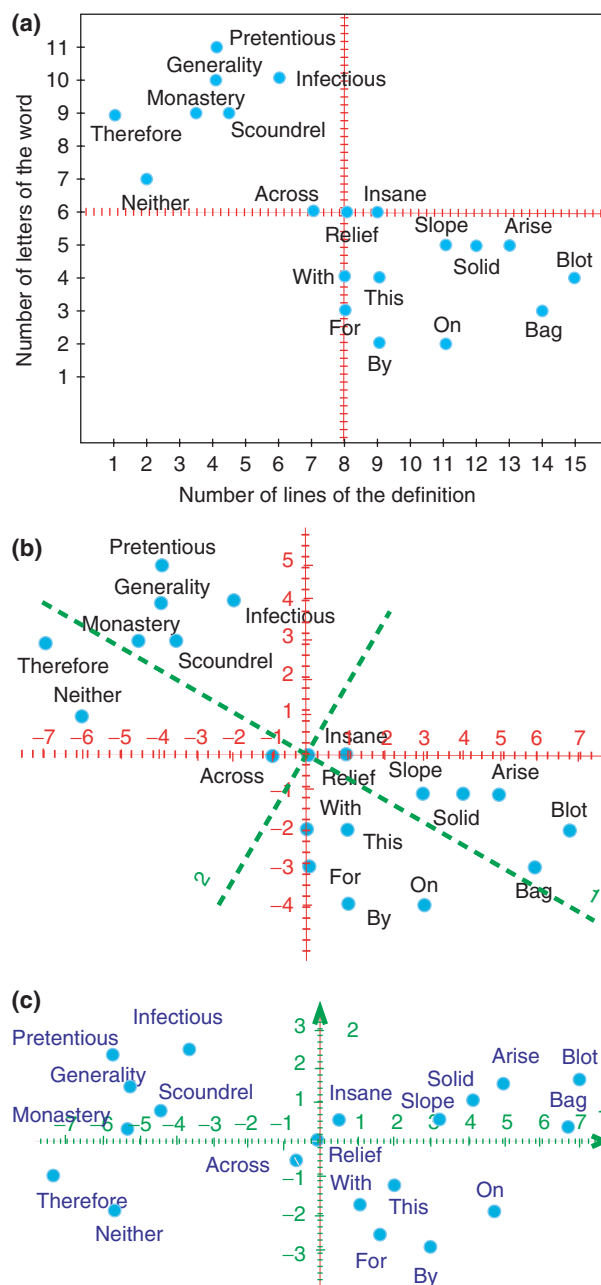 (a)
11
10
9
8
7
6
5
4
3
2
1
Number of letters of the word
Pretentious
Generality
Infectious
Monastery
Therefore
Scoundrel
Neither
Across
Insane
Relief
Slope
Arise
Solid
With
This
Blot
For
On
Bag
By
1 2 3 4 5 6 7 8 9 10 11 12 13 14 15
Number of lines of the definition
(b)
Pretentious
5
Generality
4
Infectious
Monastery
3
Therefore
Scoundrel
2
Neither
1
Insane
−7 −6 −5 −4 −3 −2 −1 1 2 3 4 5 6 7
Across
Relief
Slope
Arise
−1
With
Solid
Blot
−2
This
−3
For
On
Bag
2
1
−4
By
(c)
Infectious
3 2
Pretentious
Generality
2
Scoundrel
Arise
Blot
Solid
Insane
Slope
Bag
Monastery
1
−7 −6 −5 −4 −3 −2 −1 1 2 3 4 5 6 7 1
Across
Relief
−1
With
Therefore
This
On
Neither
−2
For
−3
By